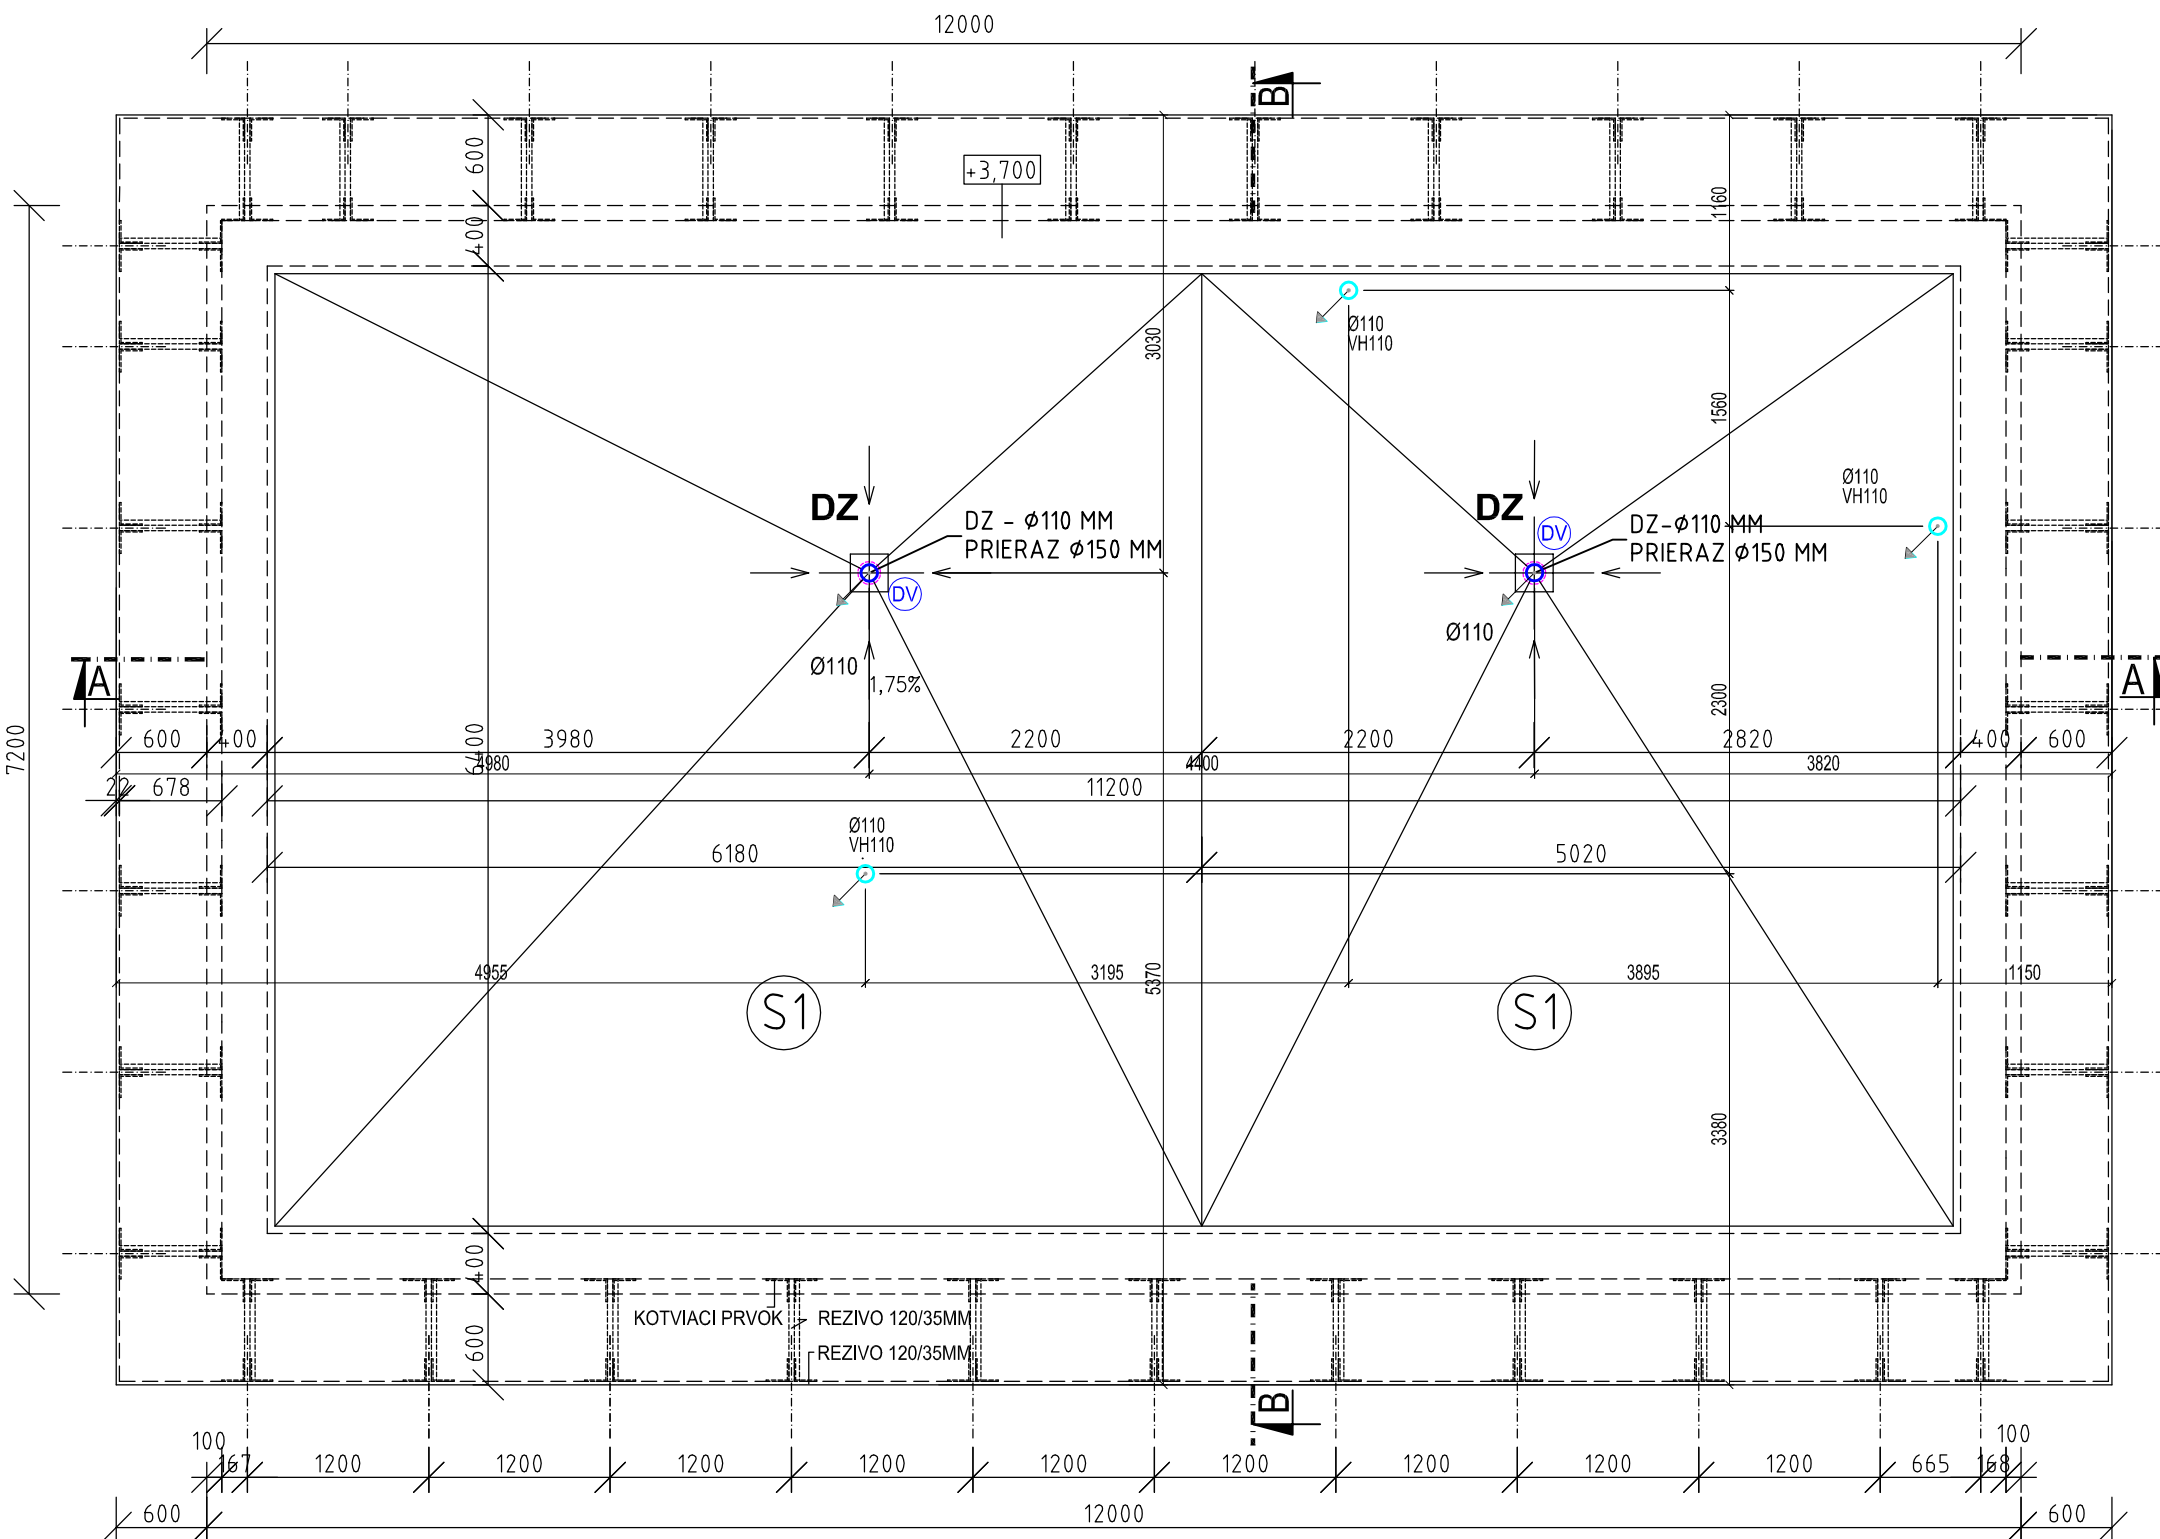 12000
B
600
+3,700
1160
400
3030
Ø110
VH110
1560
DZ
DZ - Ø110 MM
PRIERAZ Ø150 MM
DV
DZ
DV
DZ-Ø110 MM
PRIERAZ Ø150 MM
Ø110
VH110
Ø110
1,75%
Ø110
A
A
7200
2300
600
400
3980
6400
2200
2200
2820
400
600
4980
4400
3820
22
678
11200
Ø110
VH110
6180
5020
4955
3195
5370
3895
1150
S1
S1
3380
400
KOTVIACI PRVOK
REZIVO 120/35MM
600
REZIVO 120/35MM
B
100
167
1200
1200
1200
1200
1200
1200
1200
1200
1200
665
168
100
600
12000
600